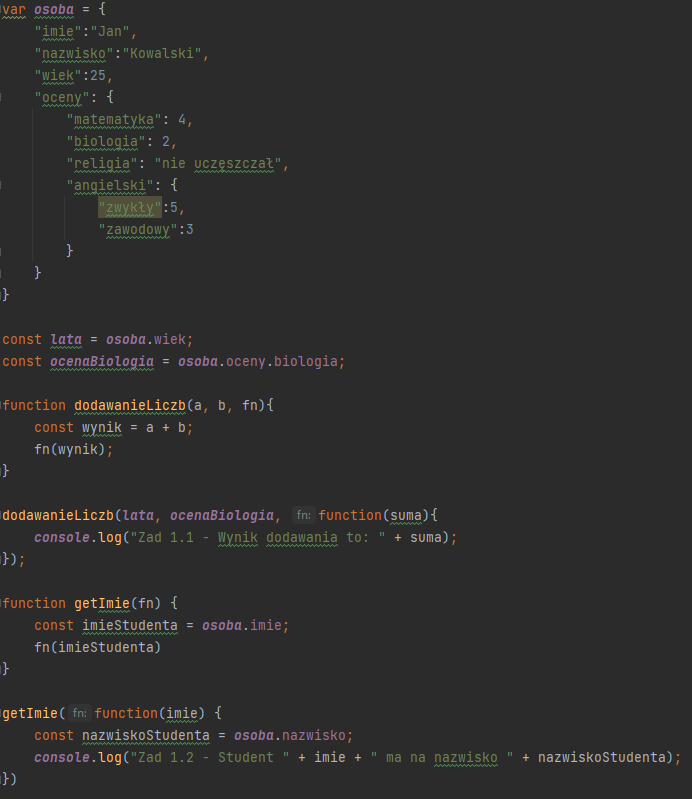 var osoba = {
    "imie":"Jan",
    "nazwisko":"Kowalski",
    "wiek":25,
    "oceny": {
        "matematyka": 4,
        "biologia": 2,
        "religia": "nie uczęszczał",
        "angielski": {
            "zwykły":5,
            "zawodowy":3
        }
    }
}

const lata = osoba.wiek;
const ocenaBiologia = osoba.oceny.biologia;

function dodawanieLiczb(a, b, fn){
    const wynik = a + b;
    fn(wynik);
}

dodawanieLiczb(lata, ocenaBiologia, fn: function(suma){
    console.log("Zad 1.1 - Wynik dodawania to: " + suma);
});

function getImie(fn) {
    const imieStudenta = osoba.imie;
    fn(imieStudenta)
}

getImie( fn: function(imie) {
    const nazwiskoStudenta = osoba.nazwisko;
    console.log("Zad 1.2 - Student " + imie + " ma na nazwisko " + nazwiskoStudenta);
})